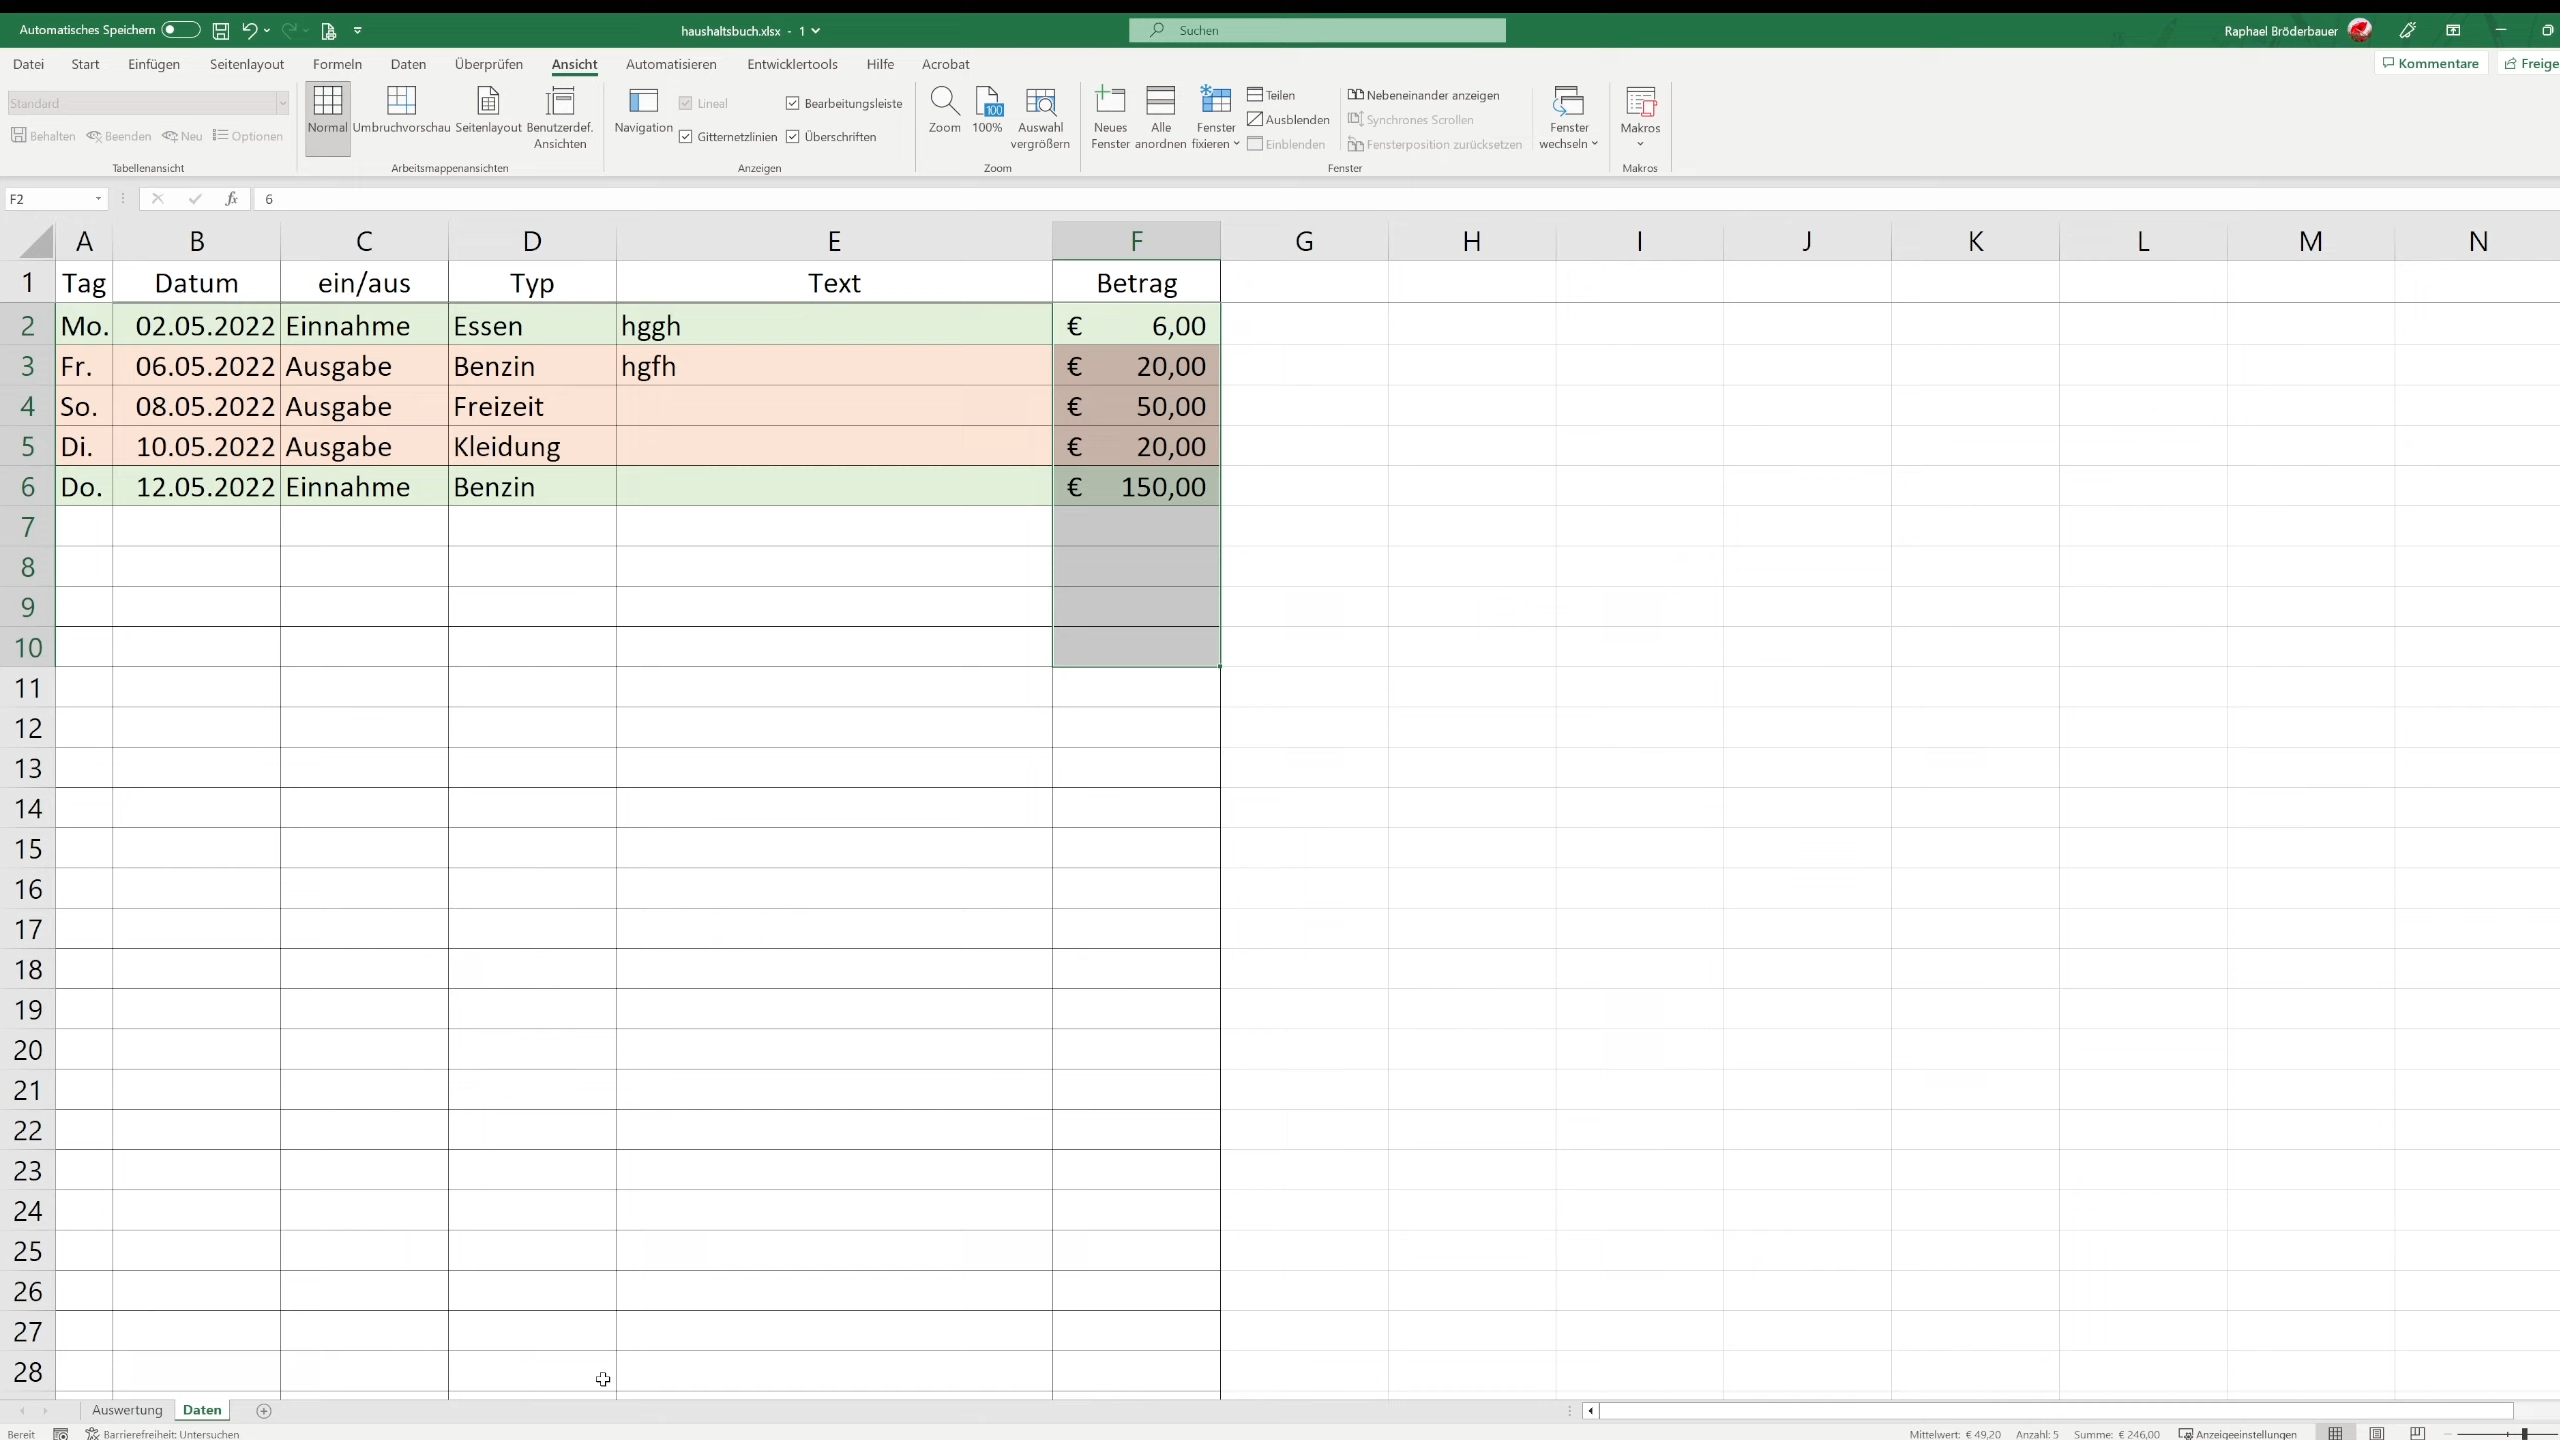 Automatisches Speichern
haushaltsbuch.xlsx - 1
Suchen
Raphael Bröderbauer
Datei Start Einfügen Seitenlayout Formeln Daten Überprüfen Ansicht Automatisieren Entwicklertools Hilfe Acrobat
Kommentare Freige
Standard
Behalten Beenden Neu Optionen
Tabellenansicht
Normal Umbruchvorschau Seitenlayout Benutzerdef. Ansichten
Arbeitsmappenansichten
Navigation
Lineal Bearbeitungsleiste
Gitternetzlinien Überschriften
Anzeigen
Zoom 100% Auswahl vergrößern
100
Zoom
Neues Fenster Alle anordnen Fenster fixieren
Teilen
Ausblenden
Einblenden
Nebeneinander anzeigen
Synchrones Scrollen
Fensterposition zurücksetzen
Fenster wechseln
Fenster
Makros
Makros
F2 fx 6
A B C D E F G H I J K L M N
1 Tag Datum ein/aus Typ Text Betrag
2 Mo. 02.05.2022 Einnahme Essen hggh € 6,00
3 Fr. 06.05.2022 Ausgabe Benzin hgfh € 20,00
4 So. 08.05.2022 Ausgabe Freizeit € 50,00
5 Di. 10.05.2022 Ausgabe Kleidung € 20,00
6 Do. 12.05.2022 Einnahme Benzin € 150,00
7
8
9
10
11
12
13
14
15
16
17
18
19
20
21
22
23
24
25
26
27
28
Auswertung Daten
Bereit Barrierefreiheit: Untersuchen Mittelwert: € 49,20 Anzahl: 5 Summe: € 246,00 Anzeigeeinstellungen